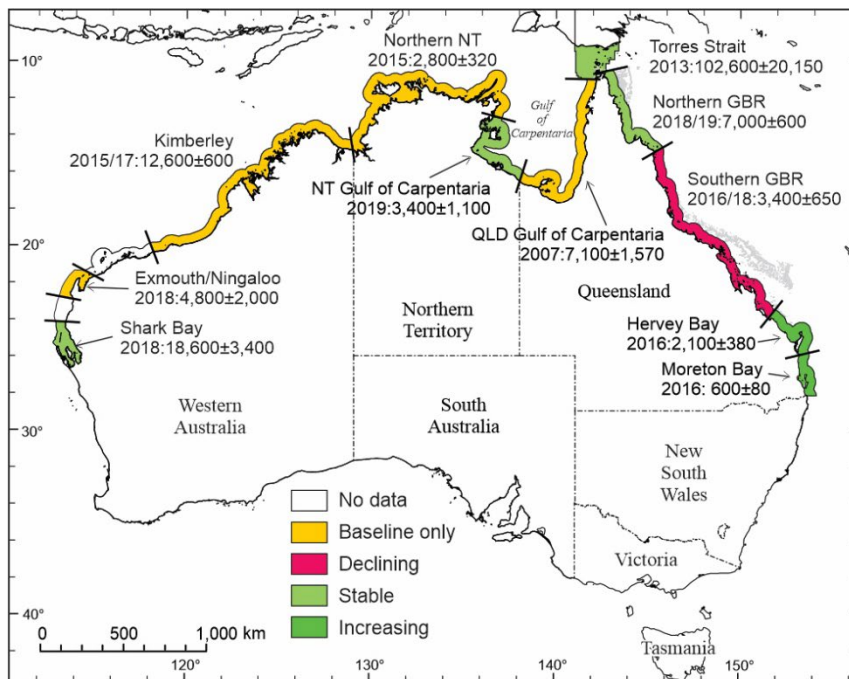 10°
20°
30°
40°
Northern NT
2015:2,800±320
Torres Strait
2013:102,600±20,150
Gulf
of
Carpentaria
Northern GBR
2018/19:7,000±600
Kimberley
2015/17:12,600±600
NT Gulf of Carpentaria
2019:3,400±1,100
Southern GBR
2016/18:3,400±650
QLD Gulf of Carpentaria
2007:7,100±1,570
Exmouth/Ningaloo
2018:4,800±2,000
Queensland
Northern
Territory
Shark Bay
2018:18,600±3,400
Hervey Bay
2016:2,100±380
Moreton Bay
2016: 600±80
Western
Australia
South
Australia
New
South
Wales
Victoria
Tasmania
No data
Baseline only
Declining
Stable
Increasing
0 500 1,000 km
120° 130° 140° 150°